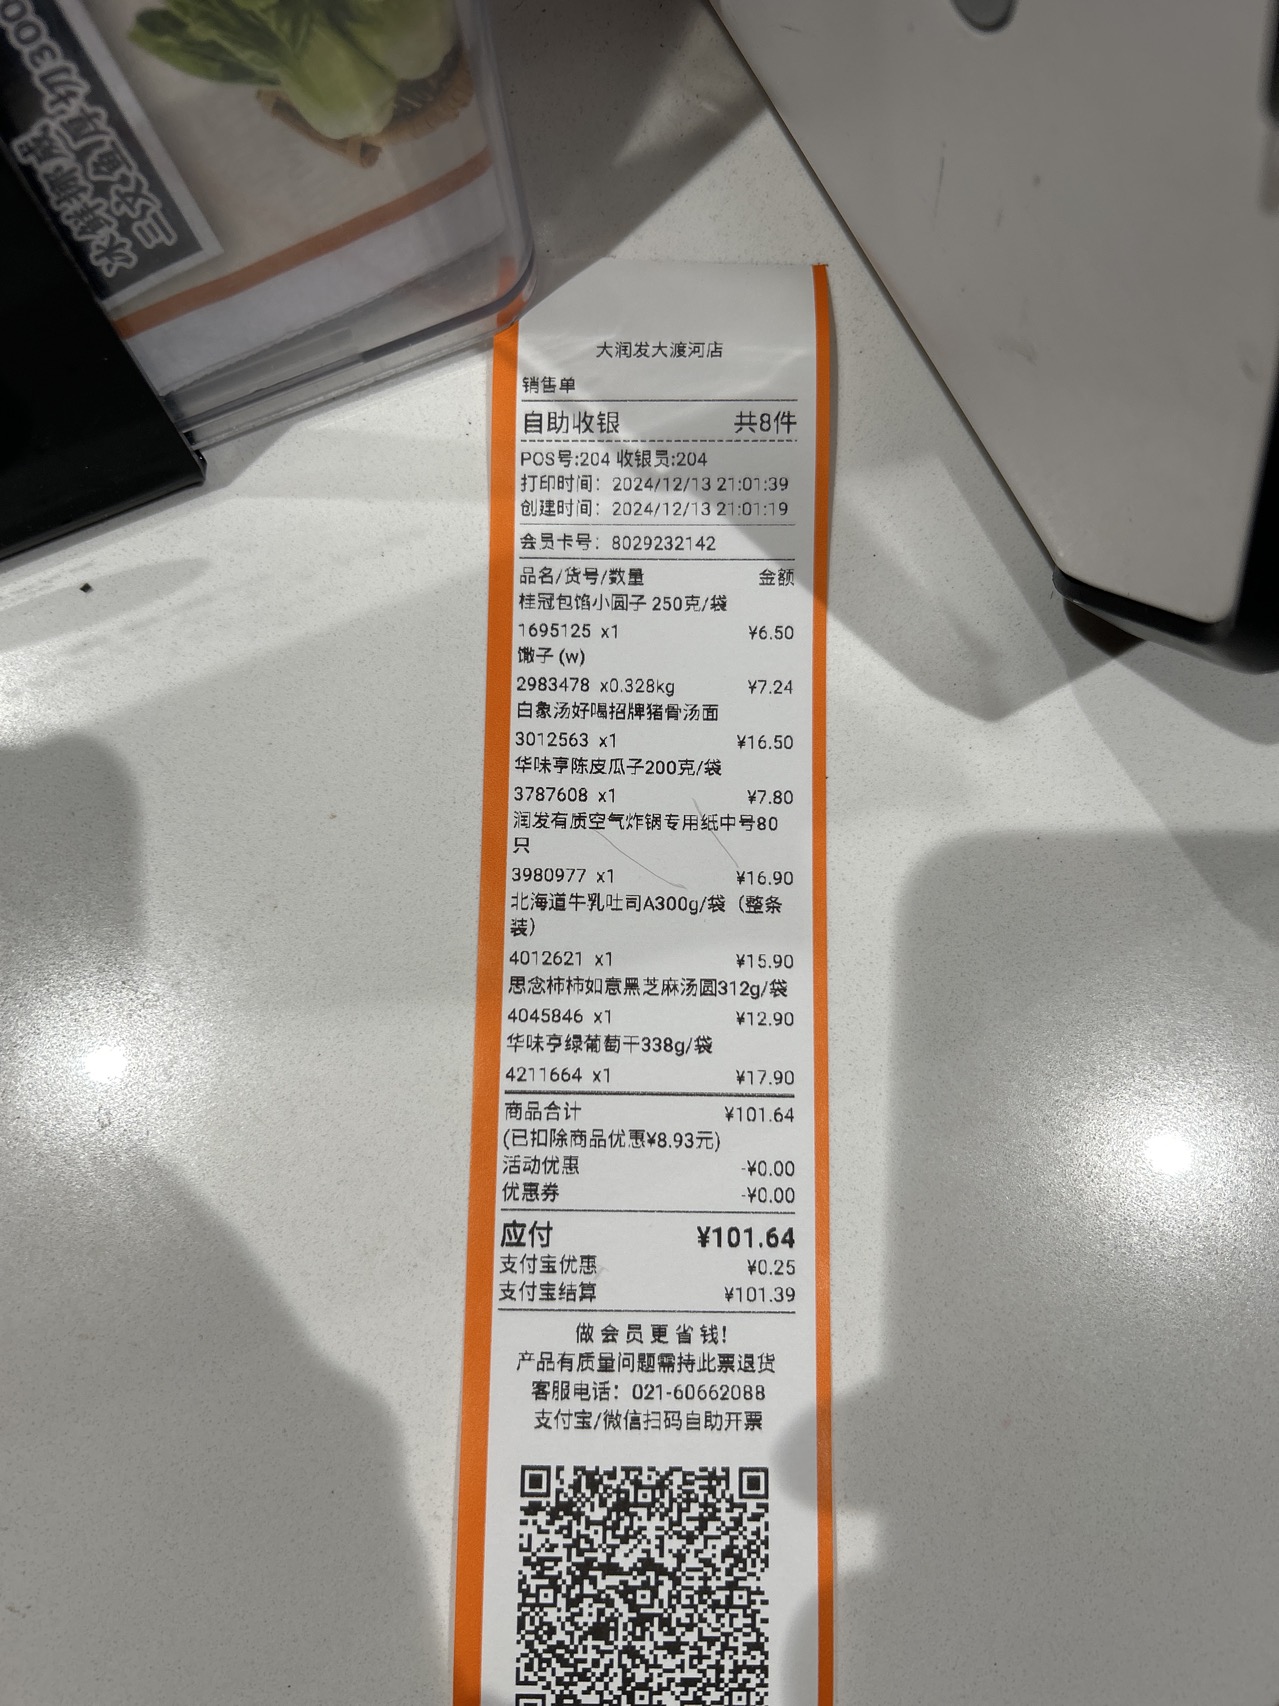 冰鲜挪威
三文鱼厚切300
大润发大渡河店
销售单
自助收银 共8件
POS号:204 收银员:204
打印时间: 2024/12/13 21:01:39
创建时间: 2024/12/13 21:01:19
会员卡号: 8029232142
品名/货号/数量 金额
桂冠包馅小圆子 250克/袋
1695125 x1 ¥6.50
馓子 (w)
2983478 x0.328kg ¥7.24
白象汤好喝招牌猪骨汤面
3012563 x1 ¥16.50
华味亨陈皮瓜子200克/袋
3787608 x1 ¥7.80
润发有质空气炸锅专用纸中号80
只
3980977 x1 ¥16.90
北海道牛乳吐司A300g/袋（整条
装）
4012621 x1 ¥15.90
思念柿柿如意黑芝麻汤圆312g/袋
4045846 x1 ¥12.90
华味亨绿葡萄干338g/袋
4211664 x1 ¥17.90
商品合计 ¥101.64
(已扣除商品优惠¥8.93元)
活动优惠 -¥0.00
优惠券 -¥0.00
应付 ¥101.64
支付宝优惠 ¥0.25
支付宝结算 ¥101.39
做会员更省钱!
产品有质量问题需持此票退货
客服电话: 021-60662088
支付宝/微信扫码自助开票